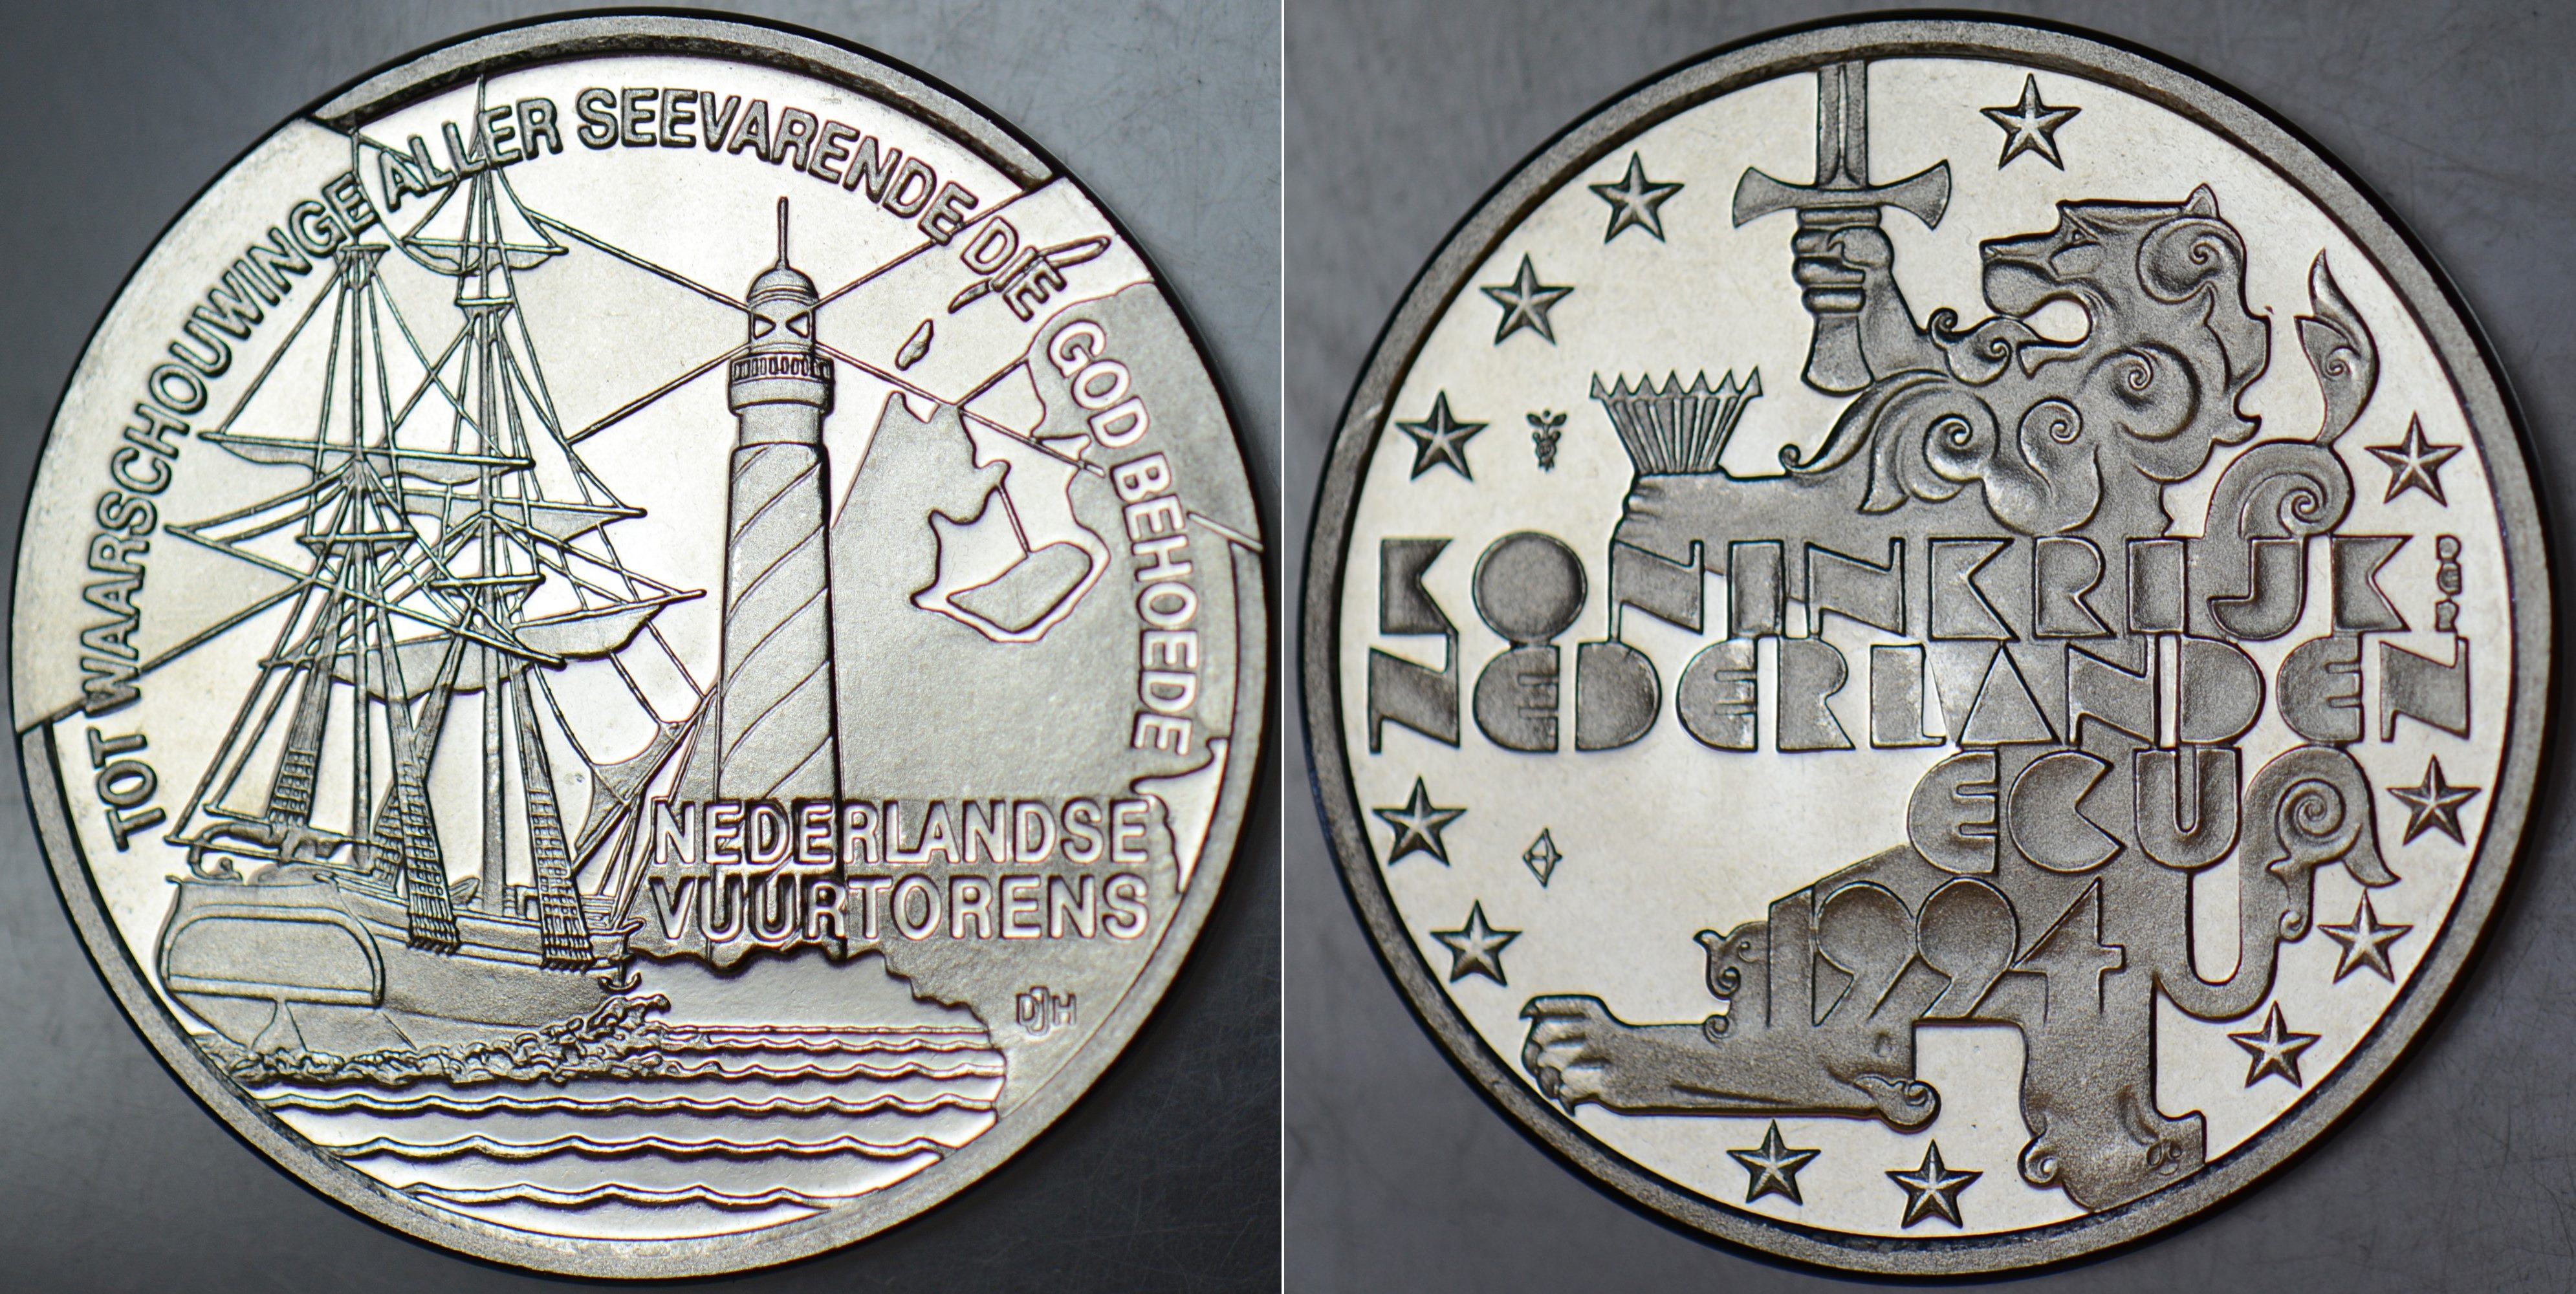 TOT WAARSCHOUWINGE ALLER SEEVARENDE DIE GOD BEHOEDE
NEDERLANDSE
VUURTORENS
DJH
KONINKRIJK
NEDERLANDEN
ECU
1994